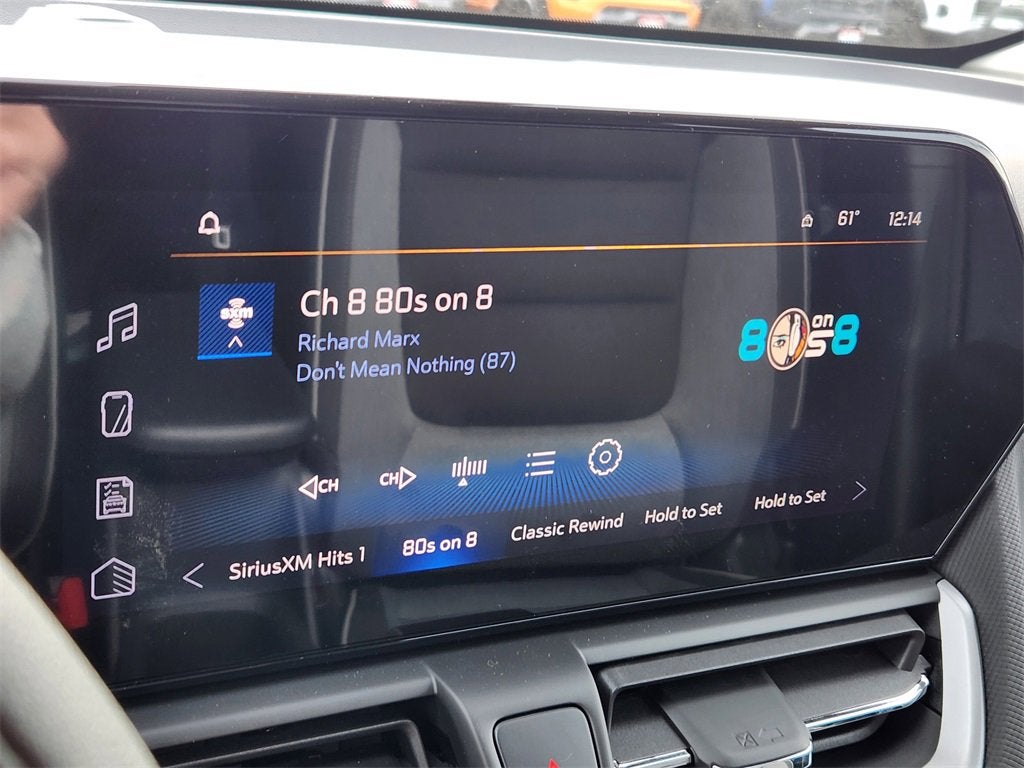 61° 12:14
sxm
Ch 8 80s on 8
Richard Marx
Don't Mean Nothing (87)
80s on 8
CH CH
SiriusXM Hits 1 80s on 8 Classic Rewind Hold to Set Hold to Set